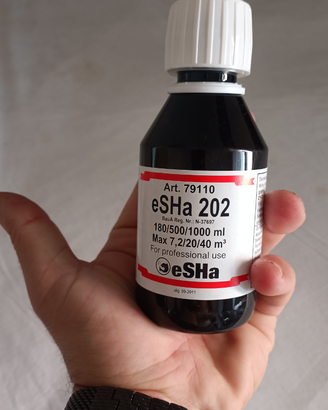 Art. 79110
eSHa 202
BauA Reg. Nr.: N-37697
180/500/1000 ml
Max 7,2/20/40 m³
For professional use
eSHa